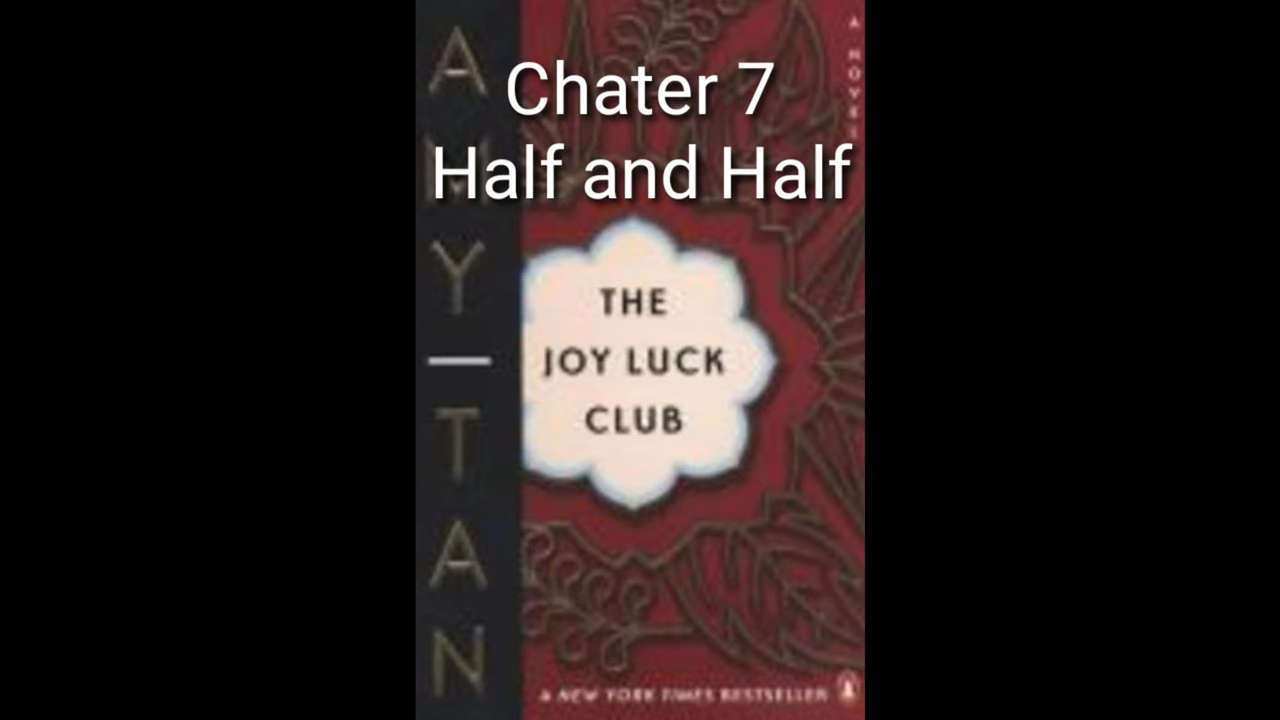 Chater 7
Half and Half
AMY—TAN
A NOVEL
THE
JOY LUCK
CLUB
A NEW YORK TIMES BESTSELLER